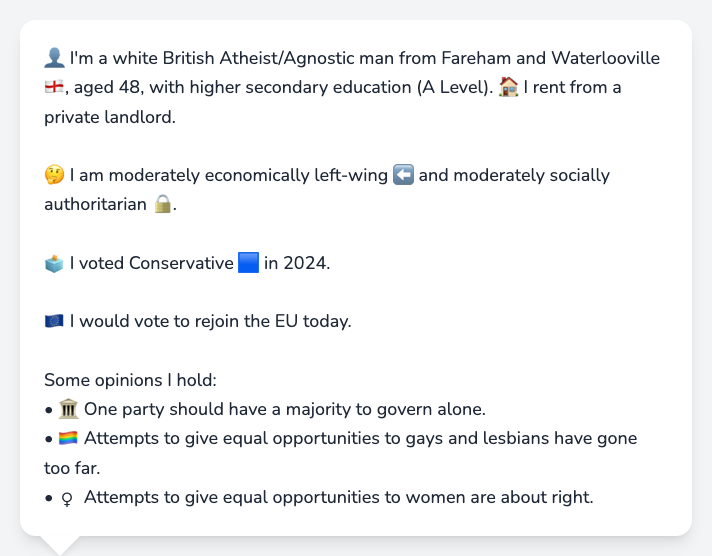 👤 I'm a white British Atheist/Agnostic man from Fareham and Waterlooville
🏴󠁧󠁢󠁥󠁮󠁧󠁿, aged 48, with higher secondary education (A Level). 🏠 I rent from a
private landlord.
🤔 I am moderately economically left-wing ⬅️ and moderately socially
authoritarian 🔒.
🗳️ I voted Conservative 🟦 in 2024.
🇪🇺 I would vote to rejoin the EU today.
Some opinions I hold:
• 🏛️ One party should have a majority to govern alone.
• 🏳️‍🌈 Attempts to give equal opportunities to gays and lesbians have gone
too far.
• ♀ Attempts to give equal opportunities to women are about right.